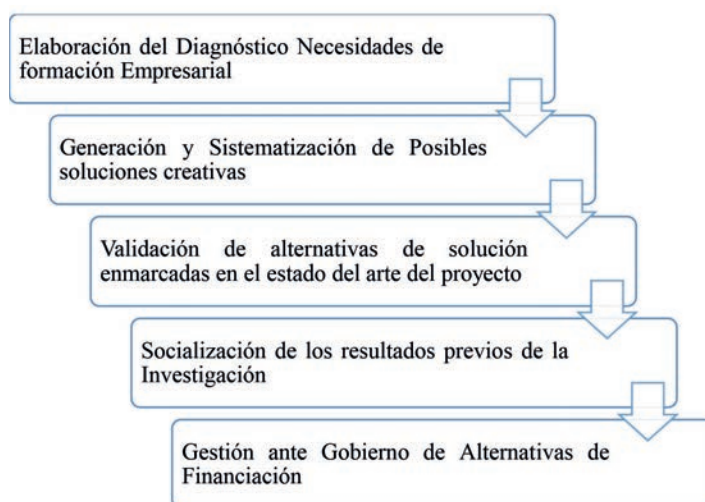 Elaboración del Diagnóstico Necesidades de
formación Empresarial
Generación y Sistematización de Posibles
soluciones creativas
Validación de alternativas de solución
enmarcadas en el estado del arte del proyecto
Socialización de los resultados previos de la
Investigación
Gestión ante Gobierno de Alternativas de
Financiación